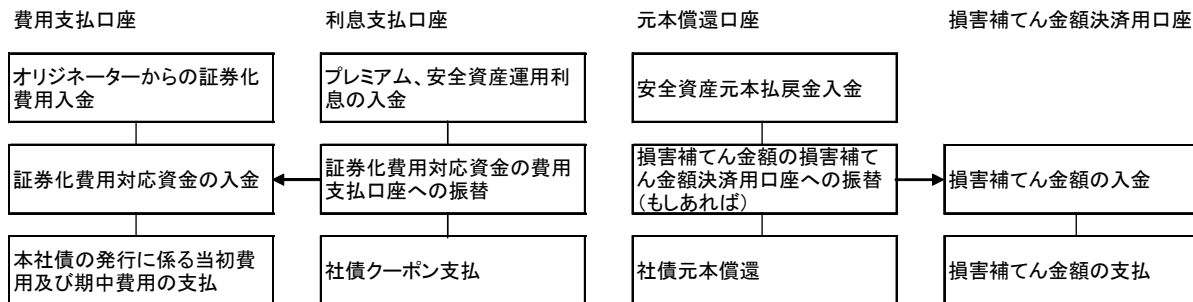 費用支払口座
利息支払口座
元本償還口座
損害補てん金額決済用口座
オリジネーターからの証券化
費用入金
プレミアム、安全資産運用利
息の入金
安全資産元本払戻金入金
証券化費用対応資金の入金
証券化費用対応資金の費用
支払口座への振替
損害補てん金額の損害補て
ん金額決済用口座への振替
(もしあれば)
損害補てん金額の入金
本社債の発行に係る当初費
用及び期中費用の支払
社債クーポン支払
社債元本償還
損害補てん金額の支払